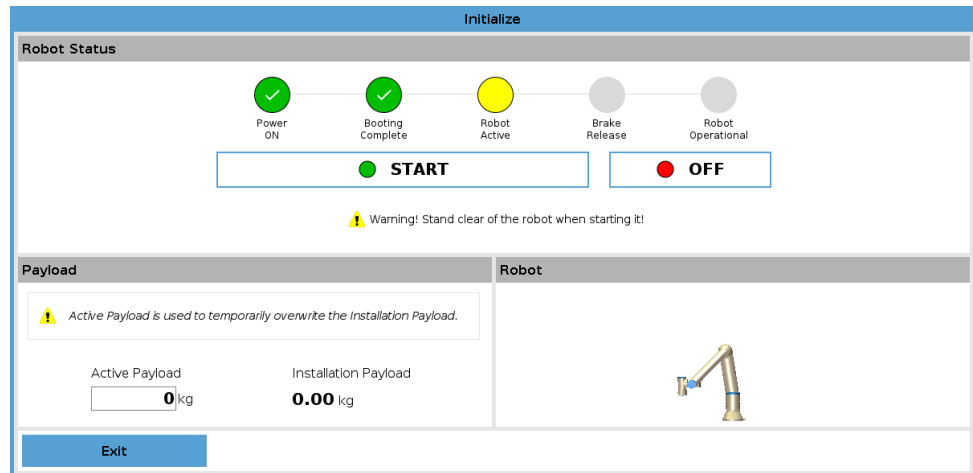 Initialize
Robot Status
Power
ON
Booting
Complete
Robot
Active
Brake
Release
Robot
Operational
START
OFF
Warning! Stand clear of the robot when starting it!
Payload
Active Payload is used to temporarily overwrite the Installation Payload.
Active Payload
0 kg
Installation Payload
0.00 kg
Robot
Exit